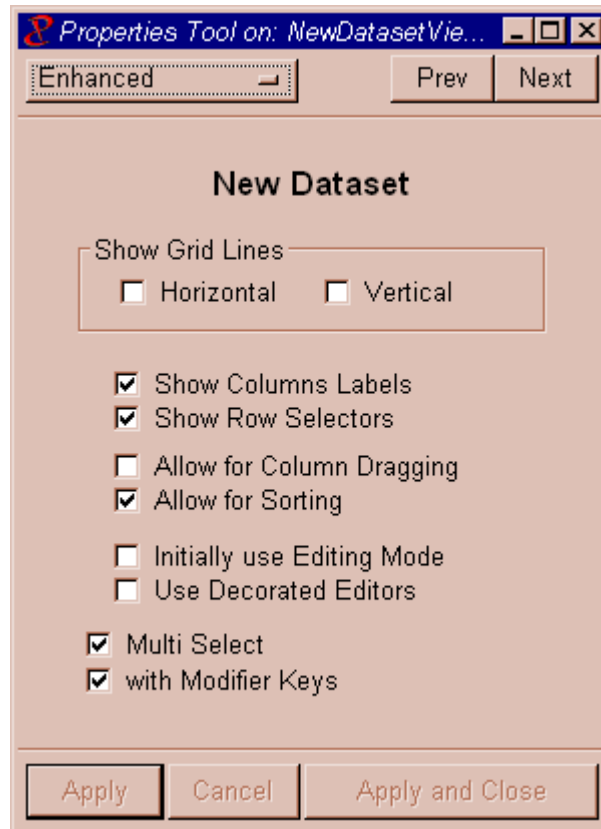 Properties Tool on: NewDatasetVie...
Enhanced
Prev
Next
New Dataset
Show Grid Lines
Horizontal
Vertical
Show Columns Labels
Show Row Selectors
Allow for Column Dragging
Allow for Sorting
Initially use Editing Mode
Use Decorated Editors
Multi Select
with Modifier Keys
Apply
Cancel
Apply and Close